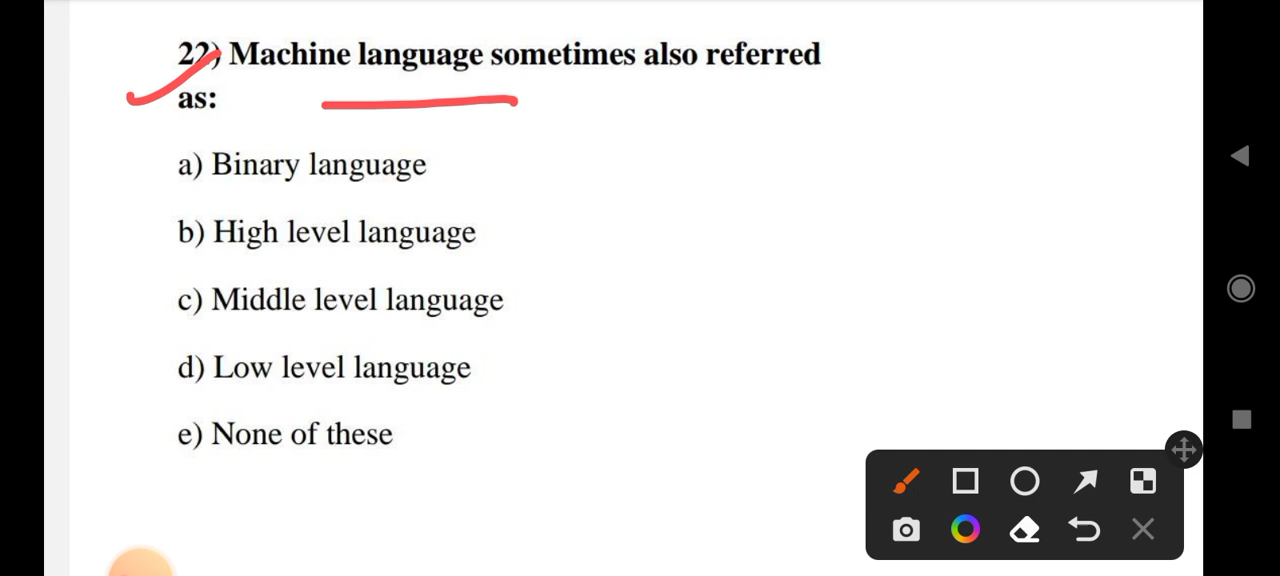 22) Machine language sometimes also referred
as:
a) Binary language
b) High level language
c) Middle level language
d) Low level language
e) None of these